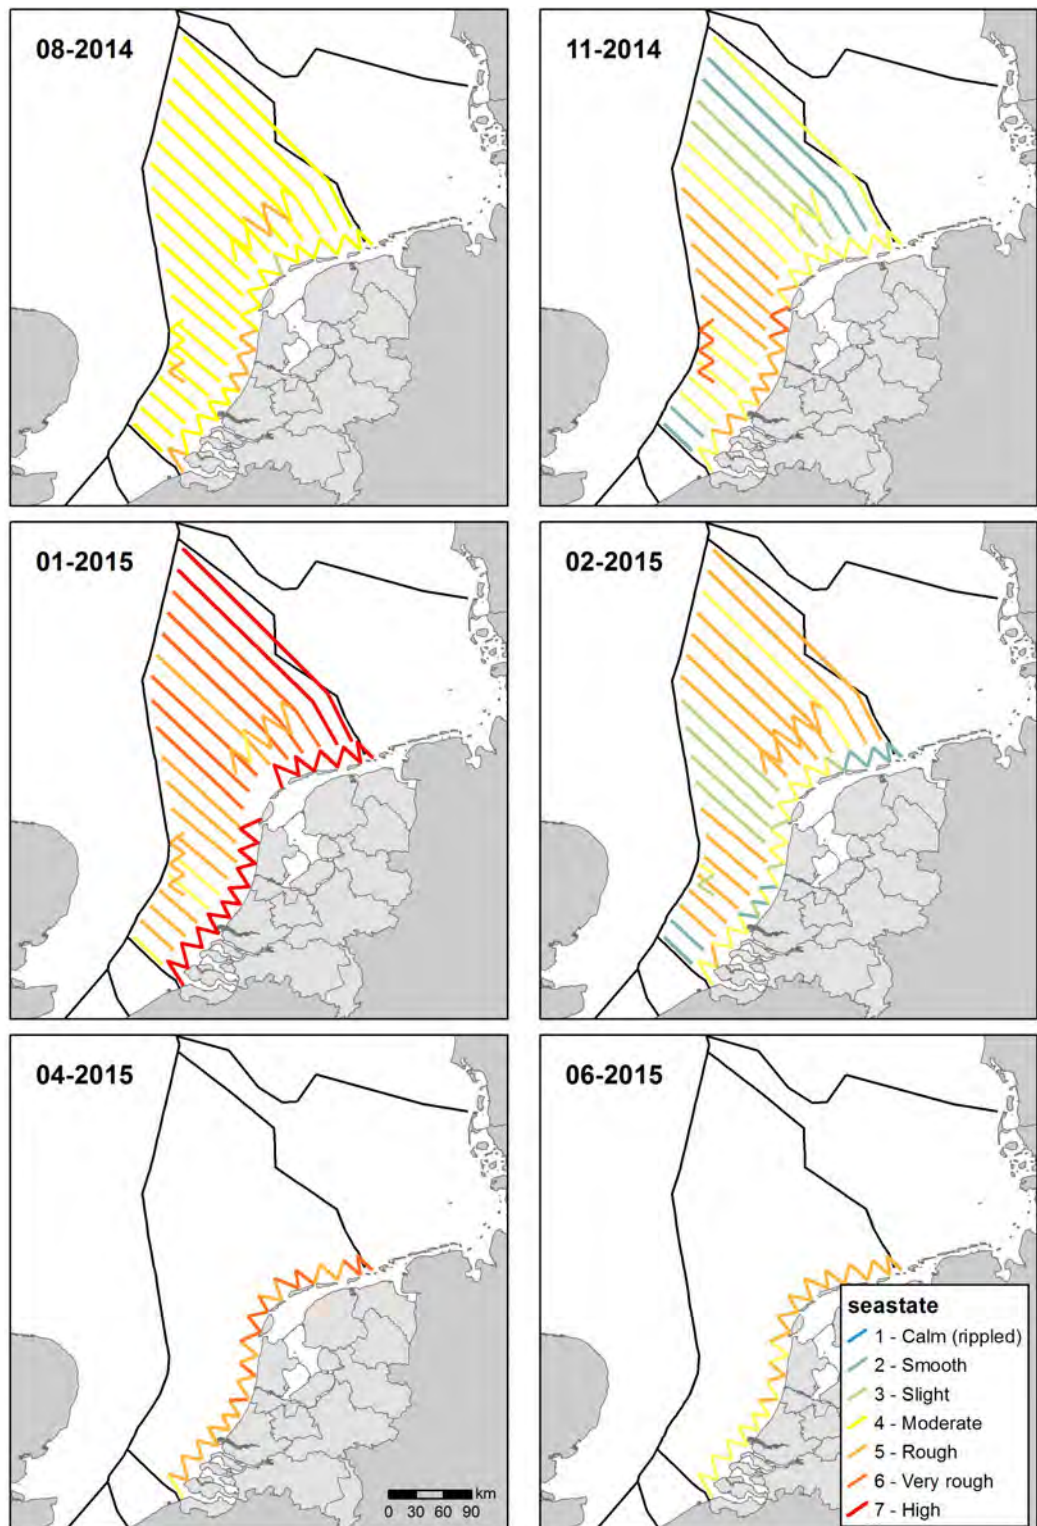 08-2014
11-2014
01-2015
02-2015
04-2015
06-2015
km
0 30 60 90
seastate
1 - Calm (rippled)
2 - Smooth
3 - Slight
4 - Moderate
5 - Rough
6 - Very rough
7 - High